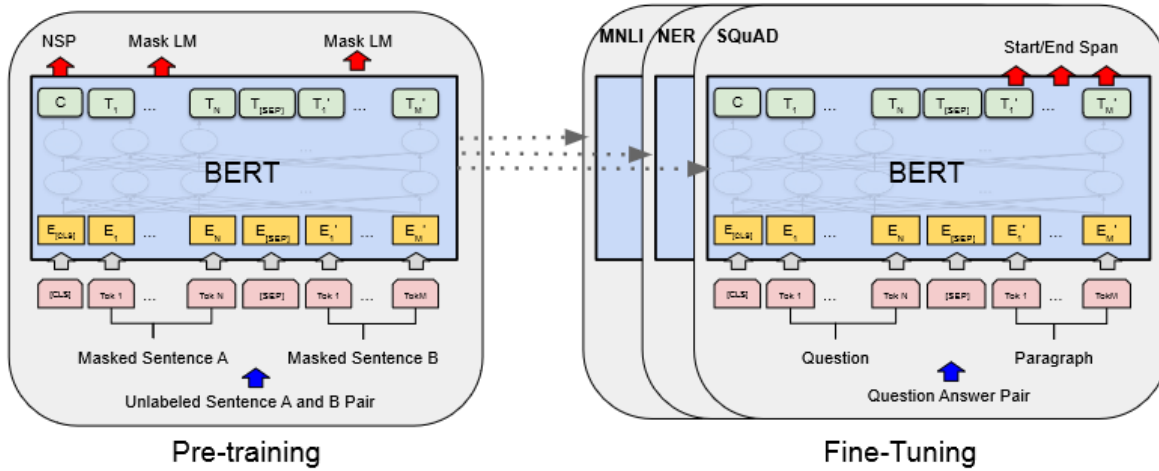 NSP Mask LM Mask LM
C T1 ... TN T[SEP] T1' ... TM'
BERT
E[CLS] E1 ... EN E[SEP] E1' ... EM'
[CLS] Tok 1 ... Tok N [SEP] Tok 1 ... TokM
Masked Sentence A Masked Sentence B
Unlabeled Sentence A and B Pair
Pre-training
MNLI NER SQuAD
Start/End Span
C T1 ... TN T[SEP] T1' ... TM'
BERT
E[CLS] E1 ... EN E[SEP] E1' ... EM'
[CLS] Tok 1 ... Tok N [SEP] Tok 1 ... TokM
Question Paragraph
Question Answer Pair
Fine-Tuning